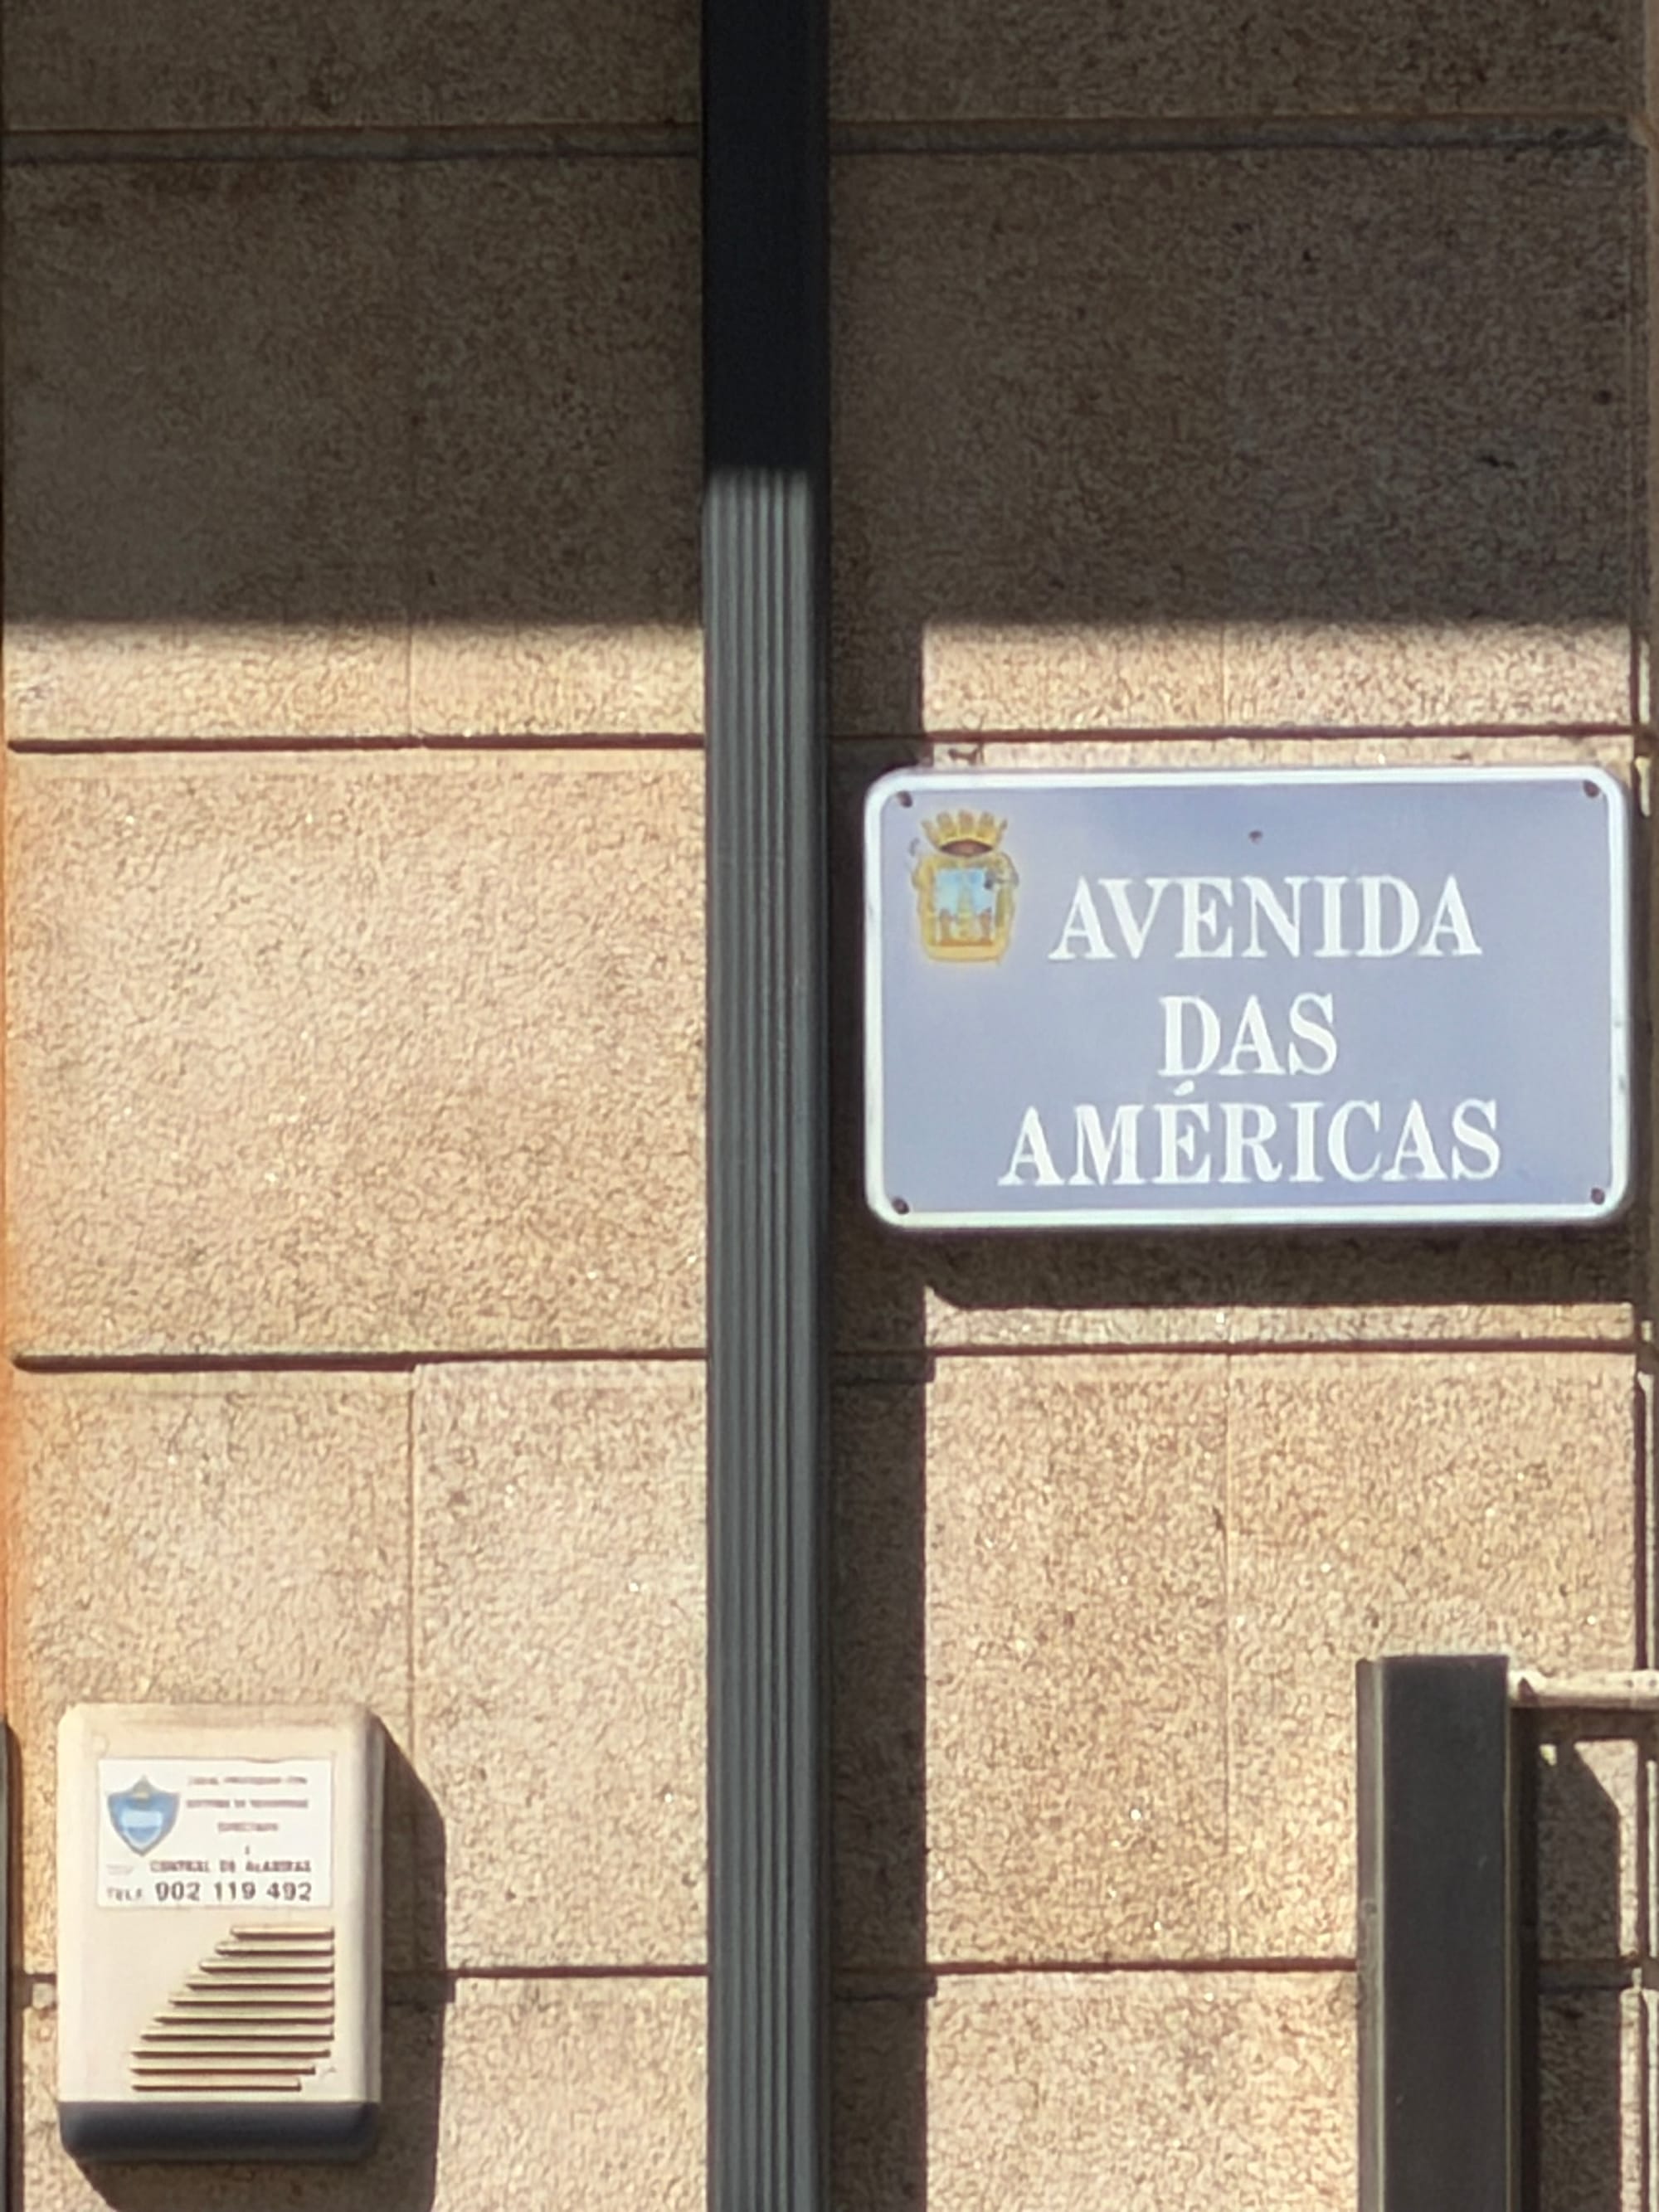 AVENIDA
DAS
AMÉRICAS
CENTRAL DE ALARMAS
TELF. 902 119 492